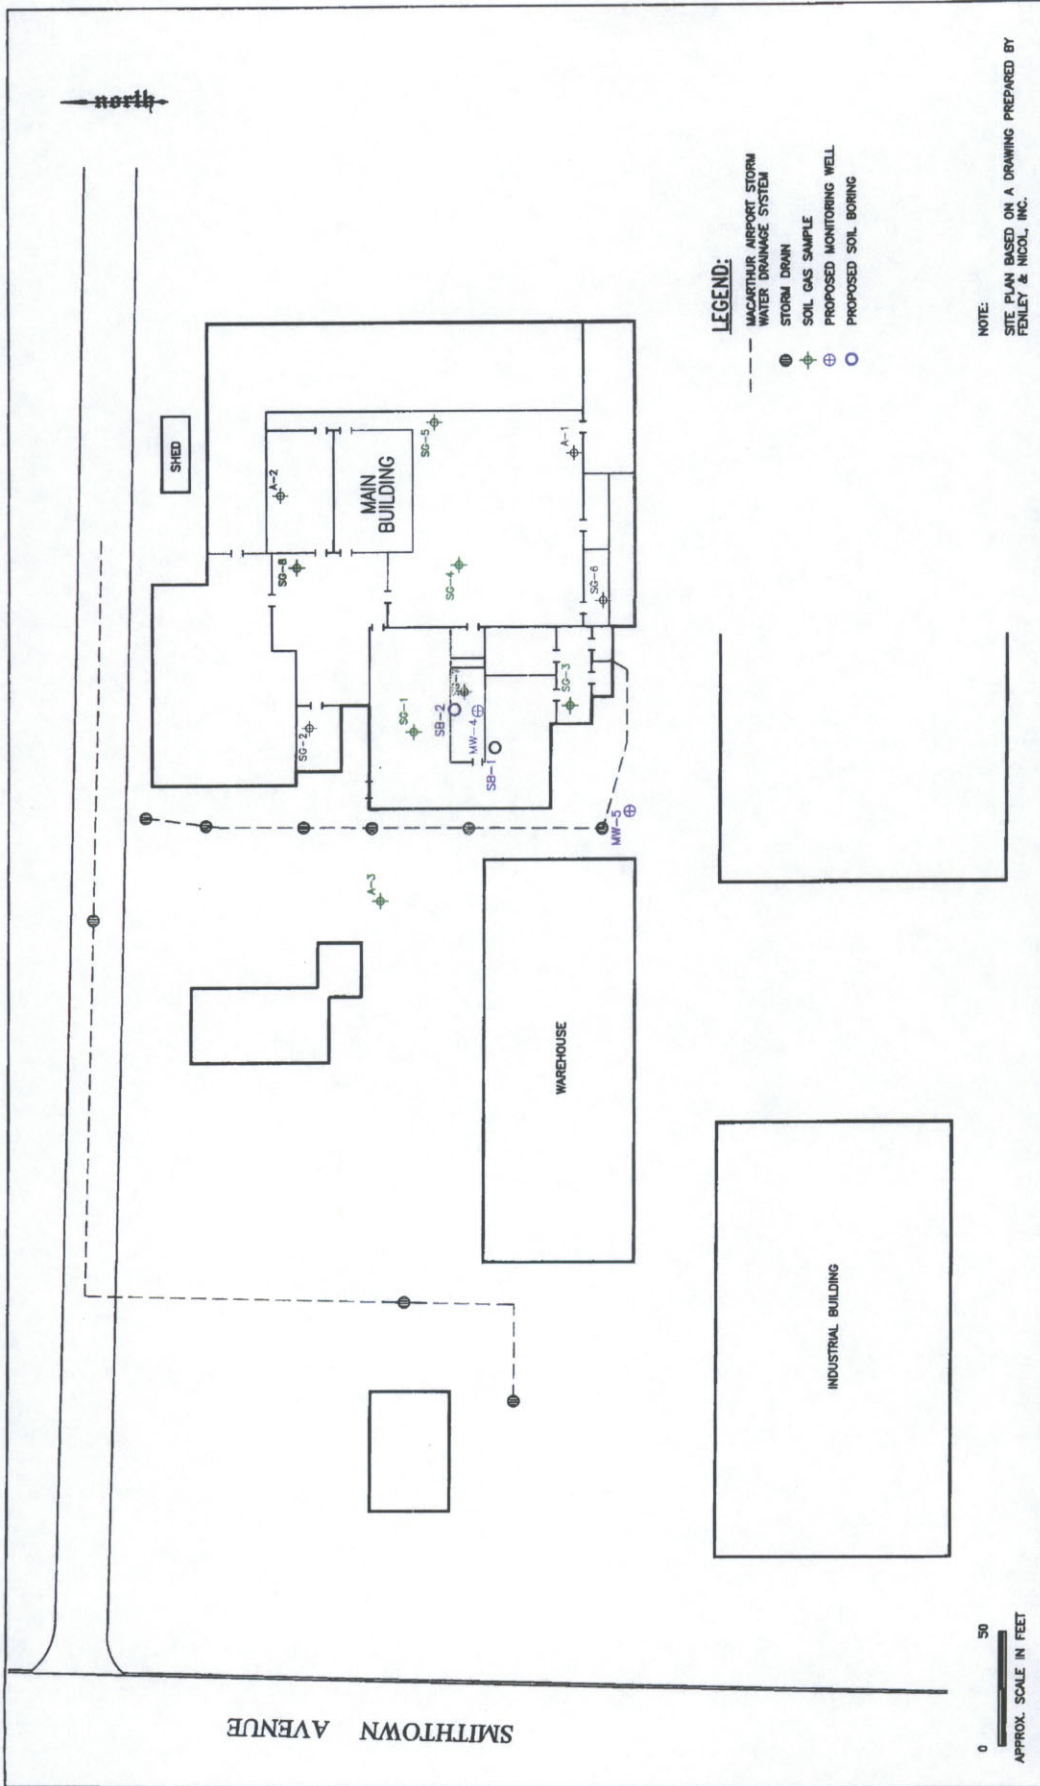 north
SHED
MAIN
BUILDING
A-2
SG-8
SG-5
SG-4
A-1
SG-6
SG-3
SG-1
SG-2
SB-2
MW-4
SB-1
MW-5
A-3
WAREHOUSE
INDUSTRIAL BUILDING
SMITHTOWN AVENUE
LEGEND:
MACARTHUR AIRPORT STORM
WATER DRAINAGE SYSTEM
STORM DRAIN
SOIL GAS SAMPLE
PROPOSED MONITORING WELL
PROPOSED SOIL BORING
NOTE:
SITE PLAN BASED ON A DRAWING PREPARED BY
FENLEY & NICOL, INC.
0 50
APPROX. SCALE IN FEET